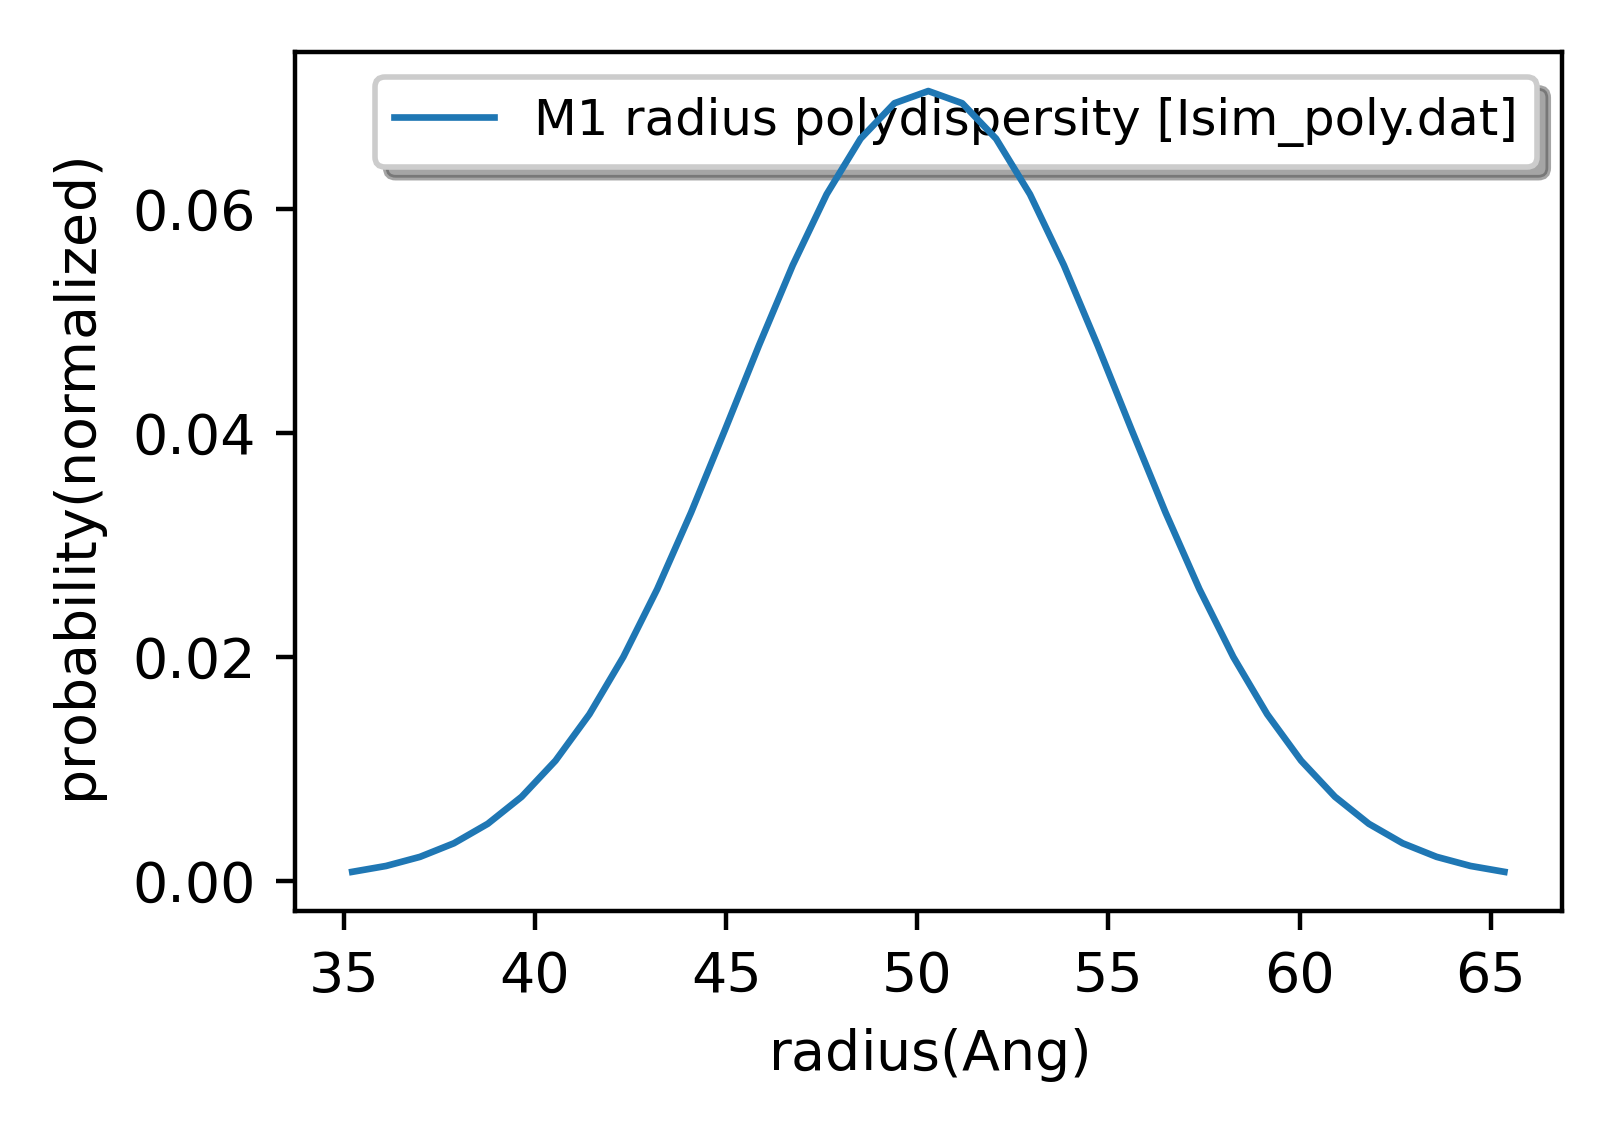 M1 radius polydispersity [Isim_poly.dat]
probability(normalized)
0.06
0.04
0.02
0.00
35 40 45 50 55 60 65
radius(Ang)